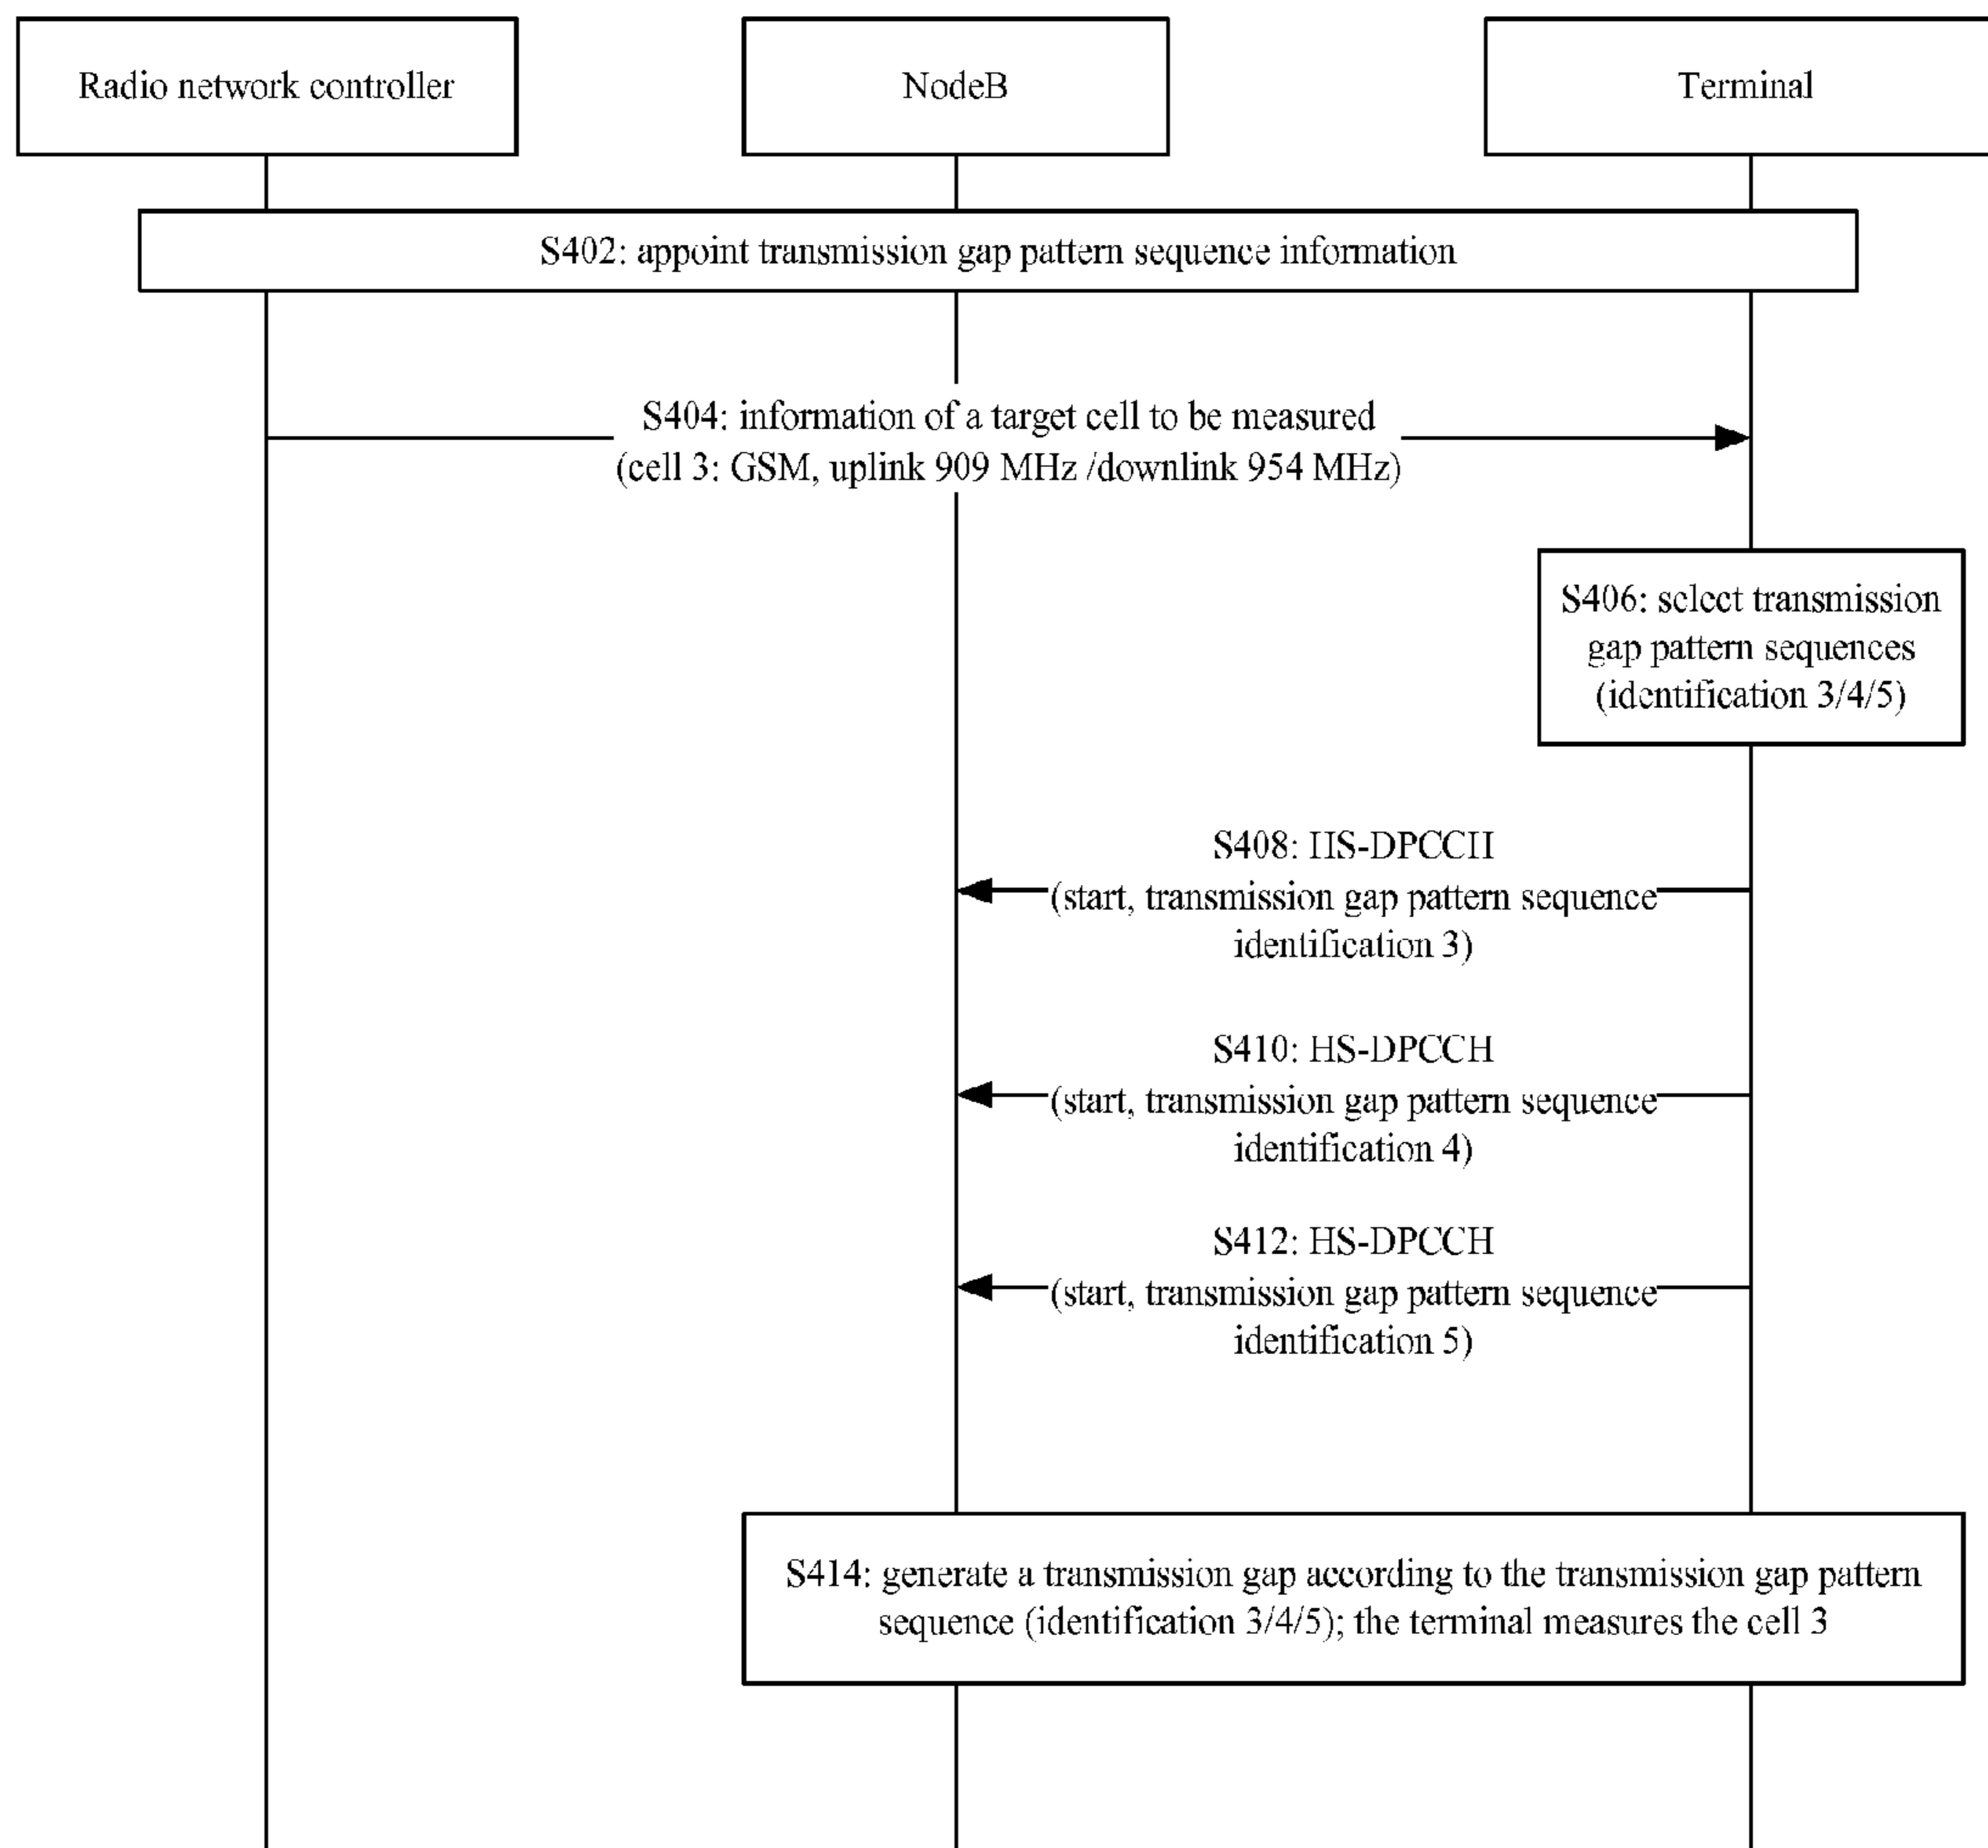 Radio network controller
NodeB
Terminal
S402: appoint transmission gap pattern sequence information
S404: information of a target cell to be measured
(cell 3: GSM, uplink 909 MHz /downlink 954 MHz)
S406: select transmission
gap pattern sequences
(identification 3/4/5)
S408: HS-DPCCH
(start, transmission gap pattern sequence
identification 3)
S410: HS-DPCCH
(start, transmission gap pattern sequence
identification 4)
S412: HS-DPCCH
(start, transmission gap pattern sequence
identification 5)
S414: generate a transmission gap according to the transmission gap pattern
sequence (identification 3/4/5); the terminal measures the cell 3